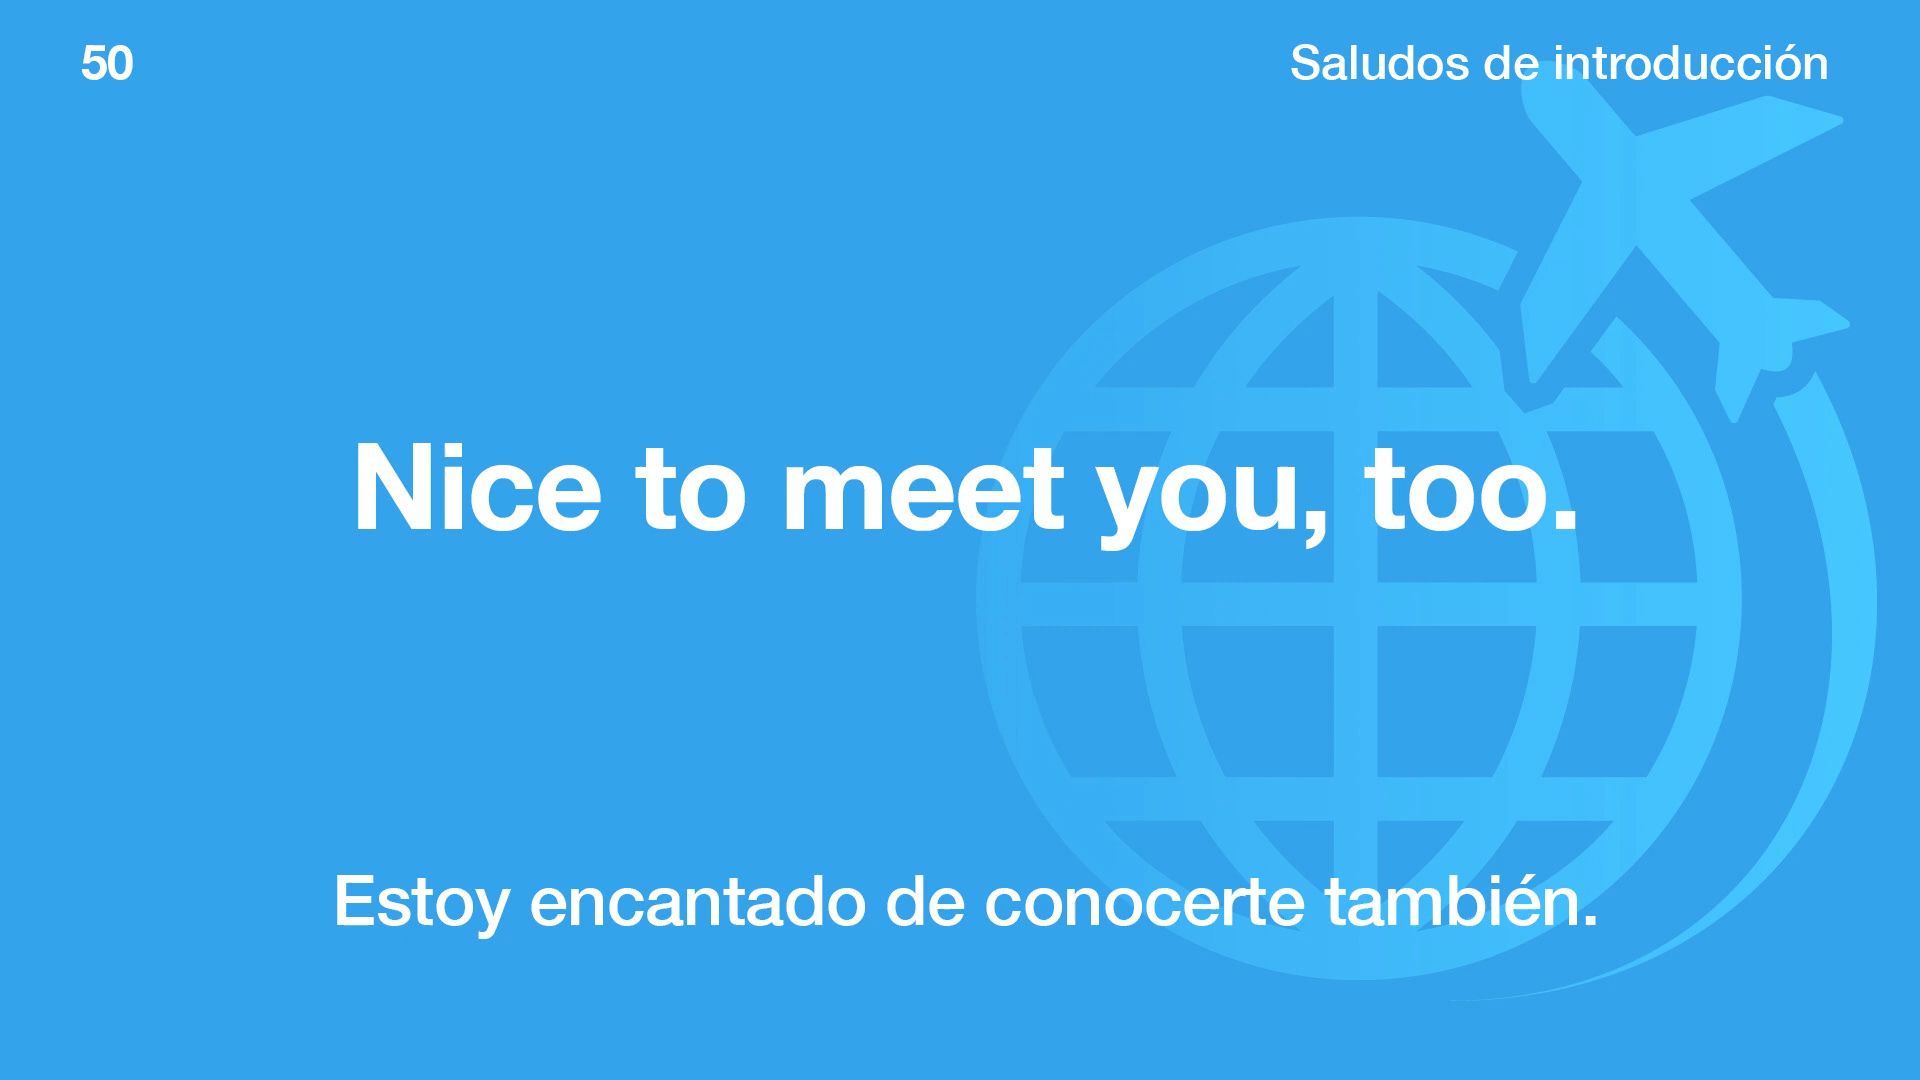 50
Saludos de introducción
Nice to meet you, too.
Estoy encantado de conocerte también.